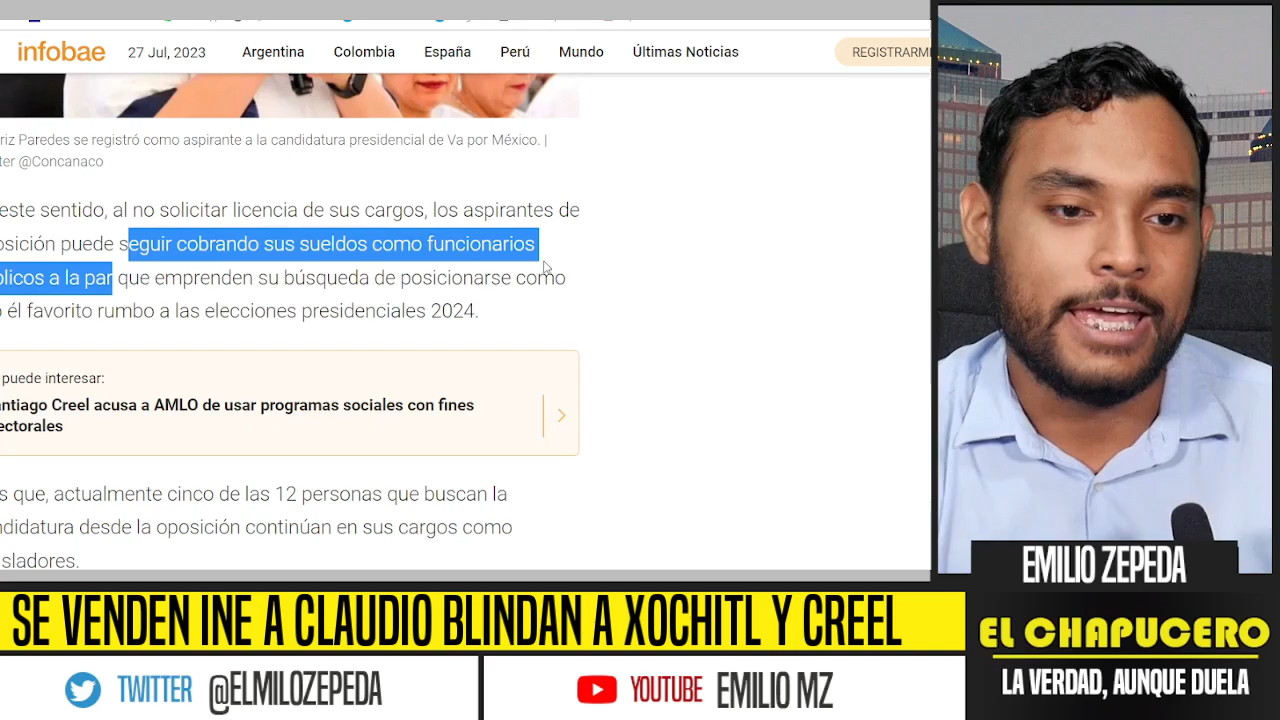 infobae 27 Jul, 2023 Argentina Colombia España Perú Mundo Últimas Noticias REGISTRARM
riz Paredes se registró como aspirante a la candidatura presidencial de Va por México. |
ter @Concanaco
este sentido, al no solicitar licencia de sus cargos, los aspirantes de
osición puede seguir cobrando sus sueldos como funcionarios
blicos a la par que emprenden su búsqueda de posicionarse como
o él favorito rumbo a las elecciones presidenciales 2024.
puede interesar:
ntiago Creel acusa a AMLO de usar programas sociales con fines
ectorales
s que, actualmente cinco de las 12 personas que buscan la
ndidatura desde la oposición continúan en sus cargos como
isladores.
EMILIO ZEPEDA
SE VENDEN INE A CLAUDIO BLINDAN A XOCHITL Y CREEL
EL CHAPUCERO
LA VERDAD, AUNQUE DUELA
TWITTER @ELMILOZEPEDA
YOUTUBE EMILIO MZ